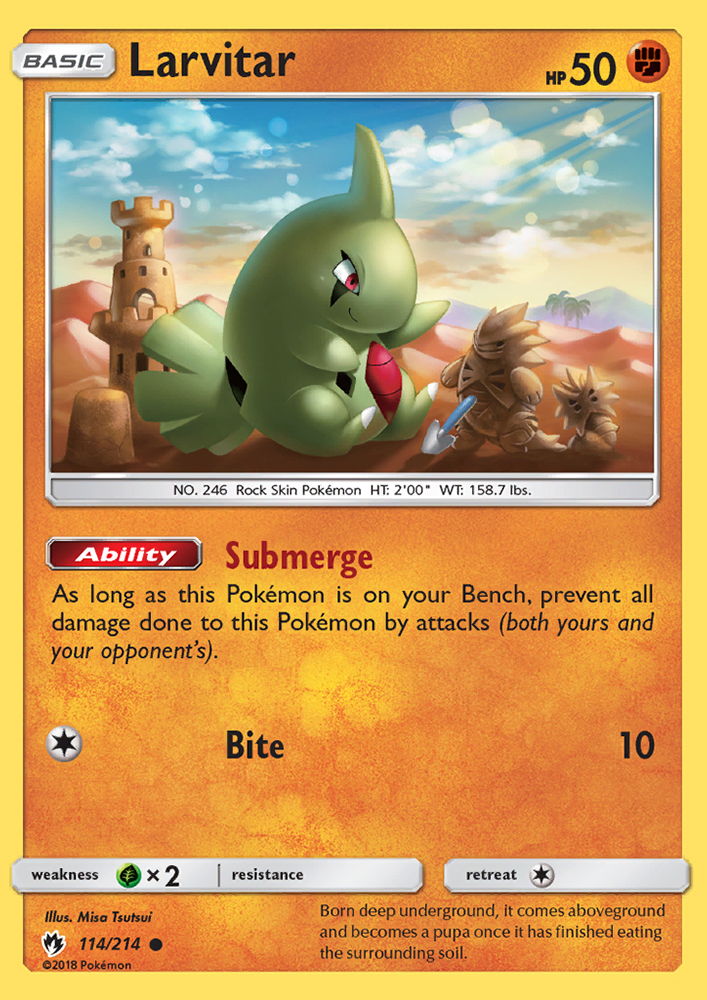 BASIC Larvitar HP 50
NO. 246 Rock Skin Pokémon HT: 2'00" WT: 158.7 lbs.
Ability Submerge
As long as this Pokémon is on your Bench, prevent all
damage done to this Pokémon by attacks (both yours and
your opponent's).
Bite 10
weakness ×2 resistance retreat
Illus. Misa Tsutsui
114/214
©2018 Pokémon
Born deep underground, it comes aboveground
and becomes a pupa once it has finished eating
the surrounding soil.